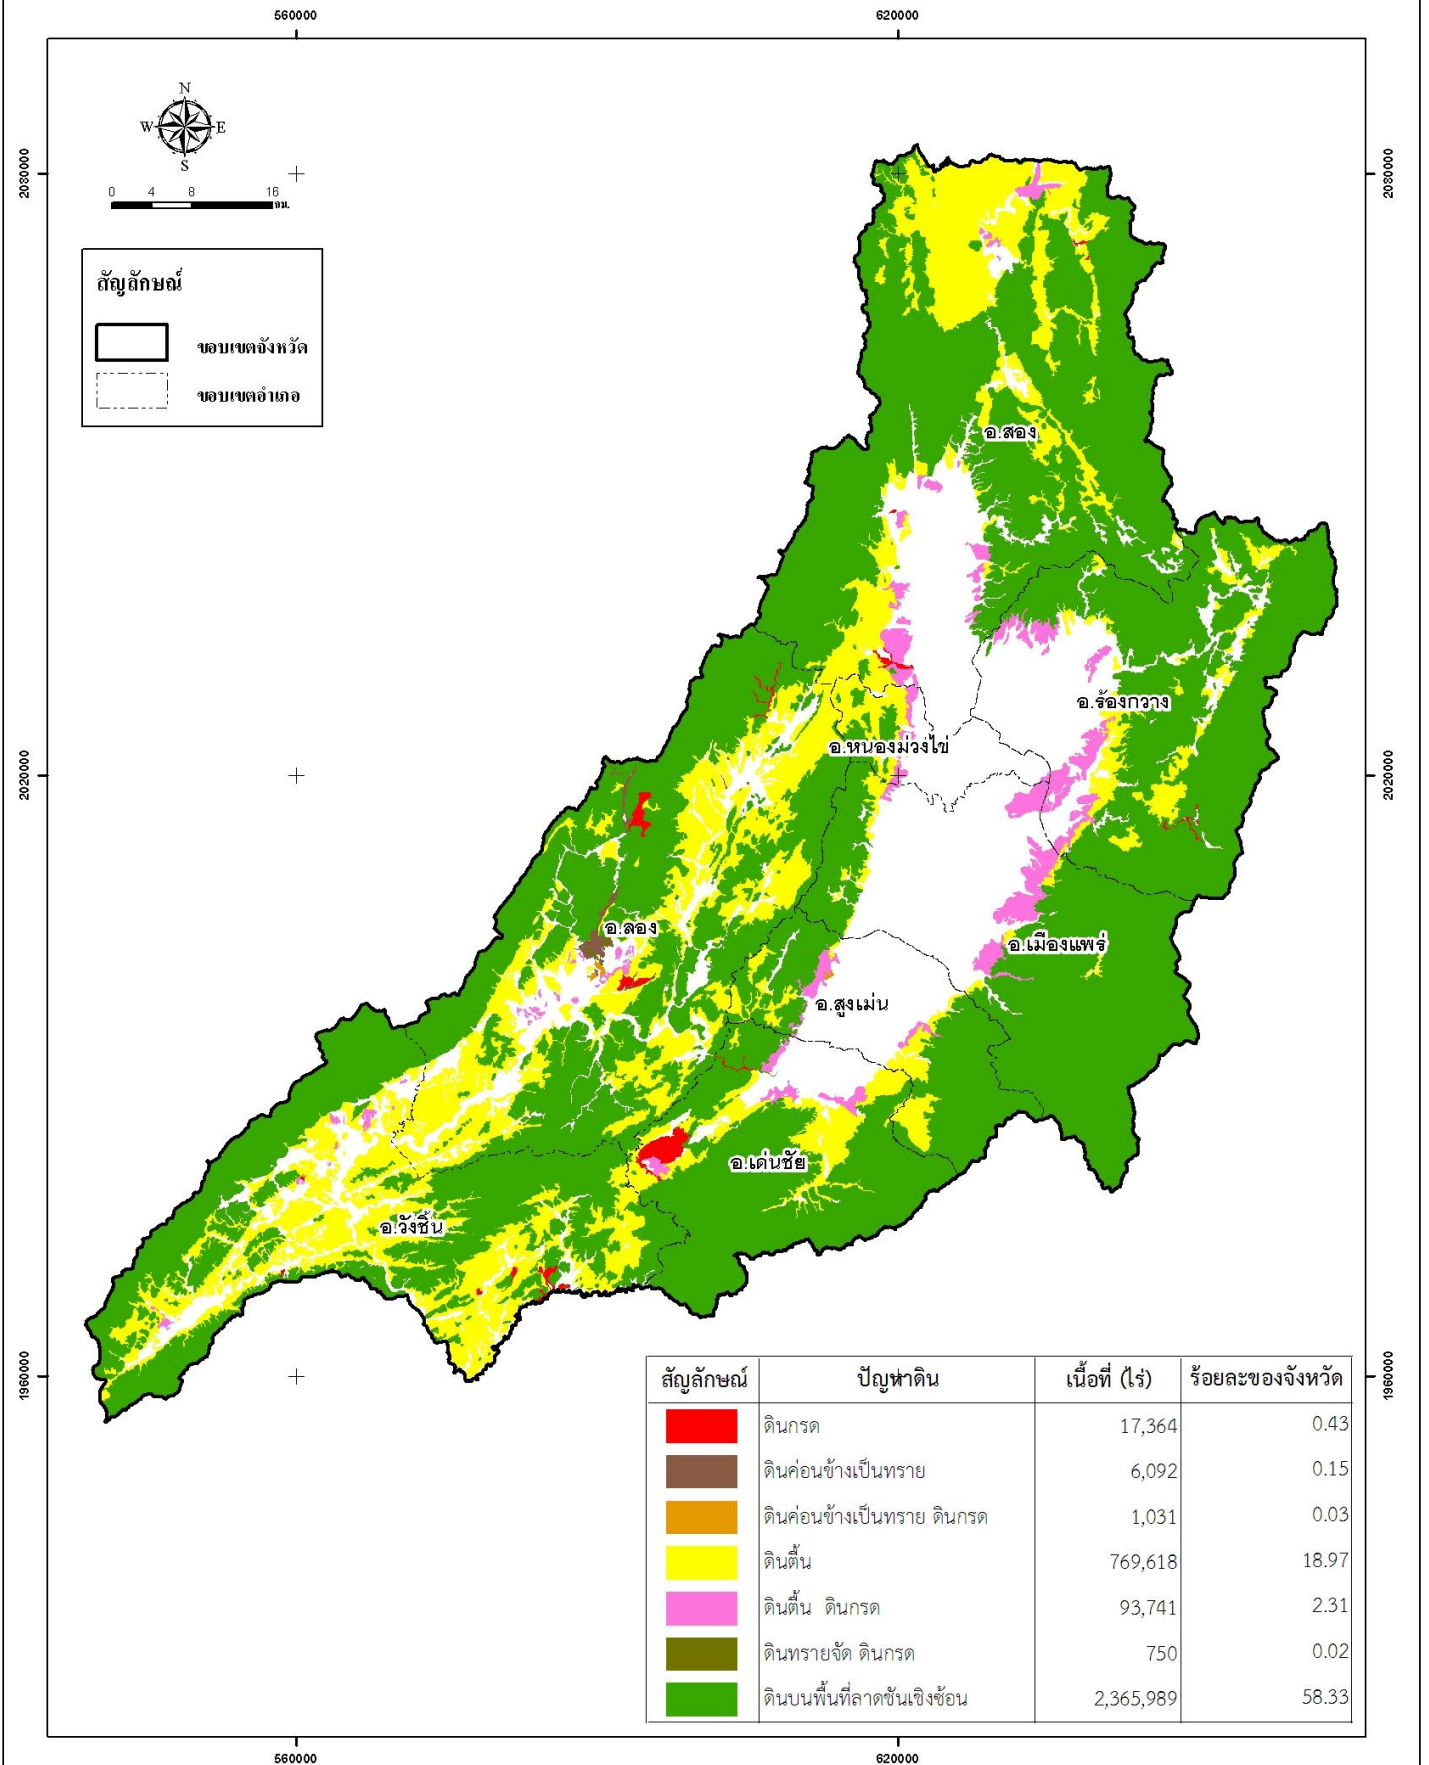 560000 620000
N
W E
S
0 4 8 16
กม.
2080000 2080000
สัญลักษณ์
ขอบเขตจังหวัด
ขอบเขตอำเภอ
อ.สอง
อ.ร้องกวาง
อ.หนองม่วงไข่
2020000 2020000
อ.ลอง
อ.เมืองแพร่
อ.สูงเม่น
อ.เด่นชัย
อ.วังชิ้น
1960000 1960000
สัญลักษณ์ ปัญหาดิน เนื้อที่ (ไร่) ร้อยละของจังหวัด
ดินกรด 17,364 0.43
ดินค่อนข้างเป็นทราย 6,092 0.15
ดินค่อนข้างเป็นทราย ดินกรด 1,031 0.03
ดินตื้น 769,618 18.97
ดินตื้น ดินกรด 93,741 2.31
ดินทรายจัด ดินกรด 750 0.02
ดินบนพื้นที่ลาดชันเชิงซ้อน 2,365,989 58.33
560000 620000